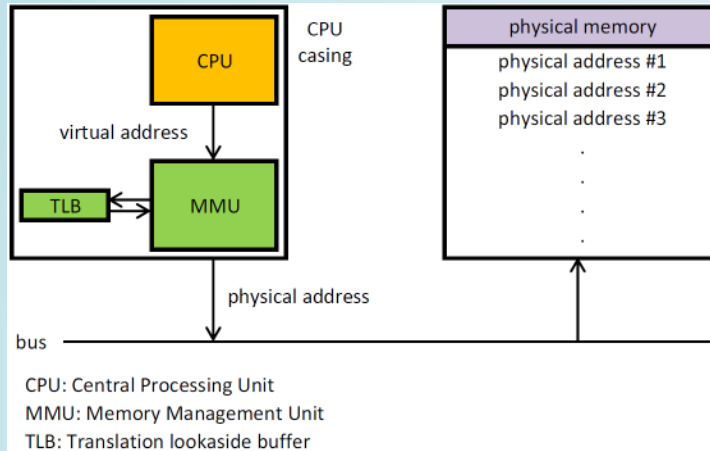 CPU
casing
CPU
virtual address
TLB
MMU
physical address
bus
physical memory
physical address #1
physical address #2
physical address #3
.
.
.
.
CPU: Central Processing Unit
MMU: Memory Management Unit
TLB: Translation lookaside buffer